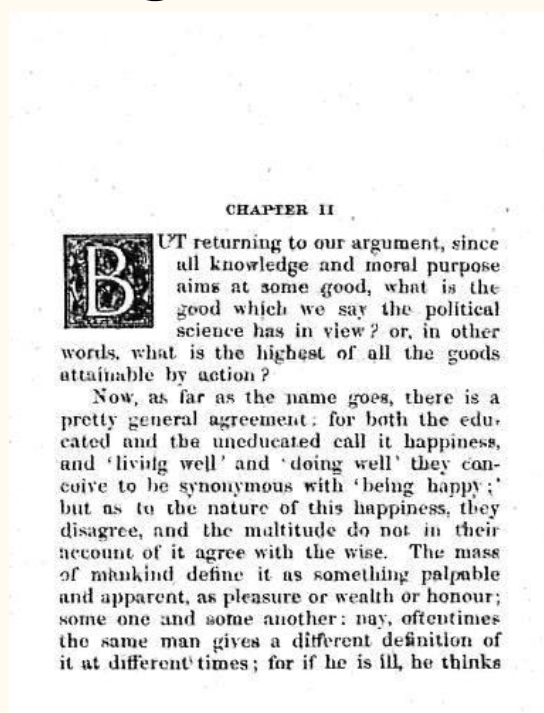 CHAPTER II
BUT returning to our argument, since
all knowledge and moral purpose
aims at some good, what is the
good which we say the political
science has in view? or, in other
words, what is the highest of all the goods
attainable by action?
Now, as far as the name goes, there is a
pretty general agreement: for both the edu-
cated and the uneducated call it happiness,
and ‘living well’ and ‘doing well’ they con-
ceive to be synonymous with ‘being happy;’
but as to the nature of this happiness, they
disagree, and the multitude do not in their
account of it agree with the wise. The mass
of mankind define it as something palpable
and apparent, as pleasure or wealth or honour;
some one and some another: nay, oftentimes
the same man gives a different definition of
it at different times; for if he is ill, he thinks